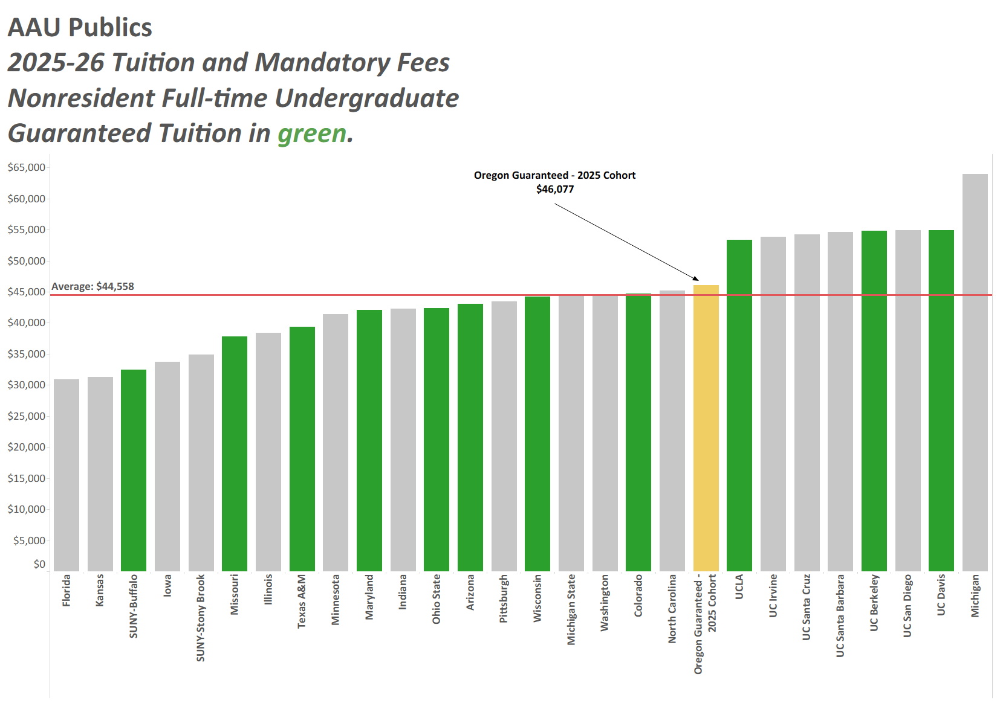 AAU Publics
2025-26 Tuition and Mandatory Fees
Nonresident Full-time Undergraduate
Guaranteed Tuition in green.
$65,000
$60,000
$55,000
$50,000
$45,000
$40,000
$35,000
$30,000
$25,000
$20,000
$15,000
$10,000
$5,000
$0
Oregon Guaranteed - 2025 Cohort
$46,077
Average: $44,558
Florida
Kansas
SUNY-Buffalo
Iowa
SUNY-Stony Brook
Missouri
Illinois
Texas A&M
Minnesota
Maryland
Indiana
Ohio State
Arizona
Pittsburgh
Wisconsin
Michigan State
Washington
Colorado
North Carolina
Oregon Guaranteed -
2025 Cohort
UCLA
UC Irvine
UC Santa Cruz
UC Santa Barbara
UC Berkeley
UC San Diego
UC Davis
Michigan